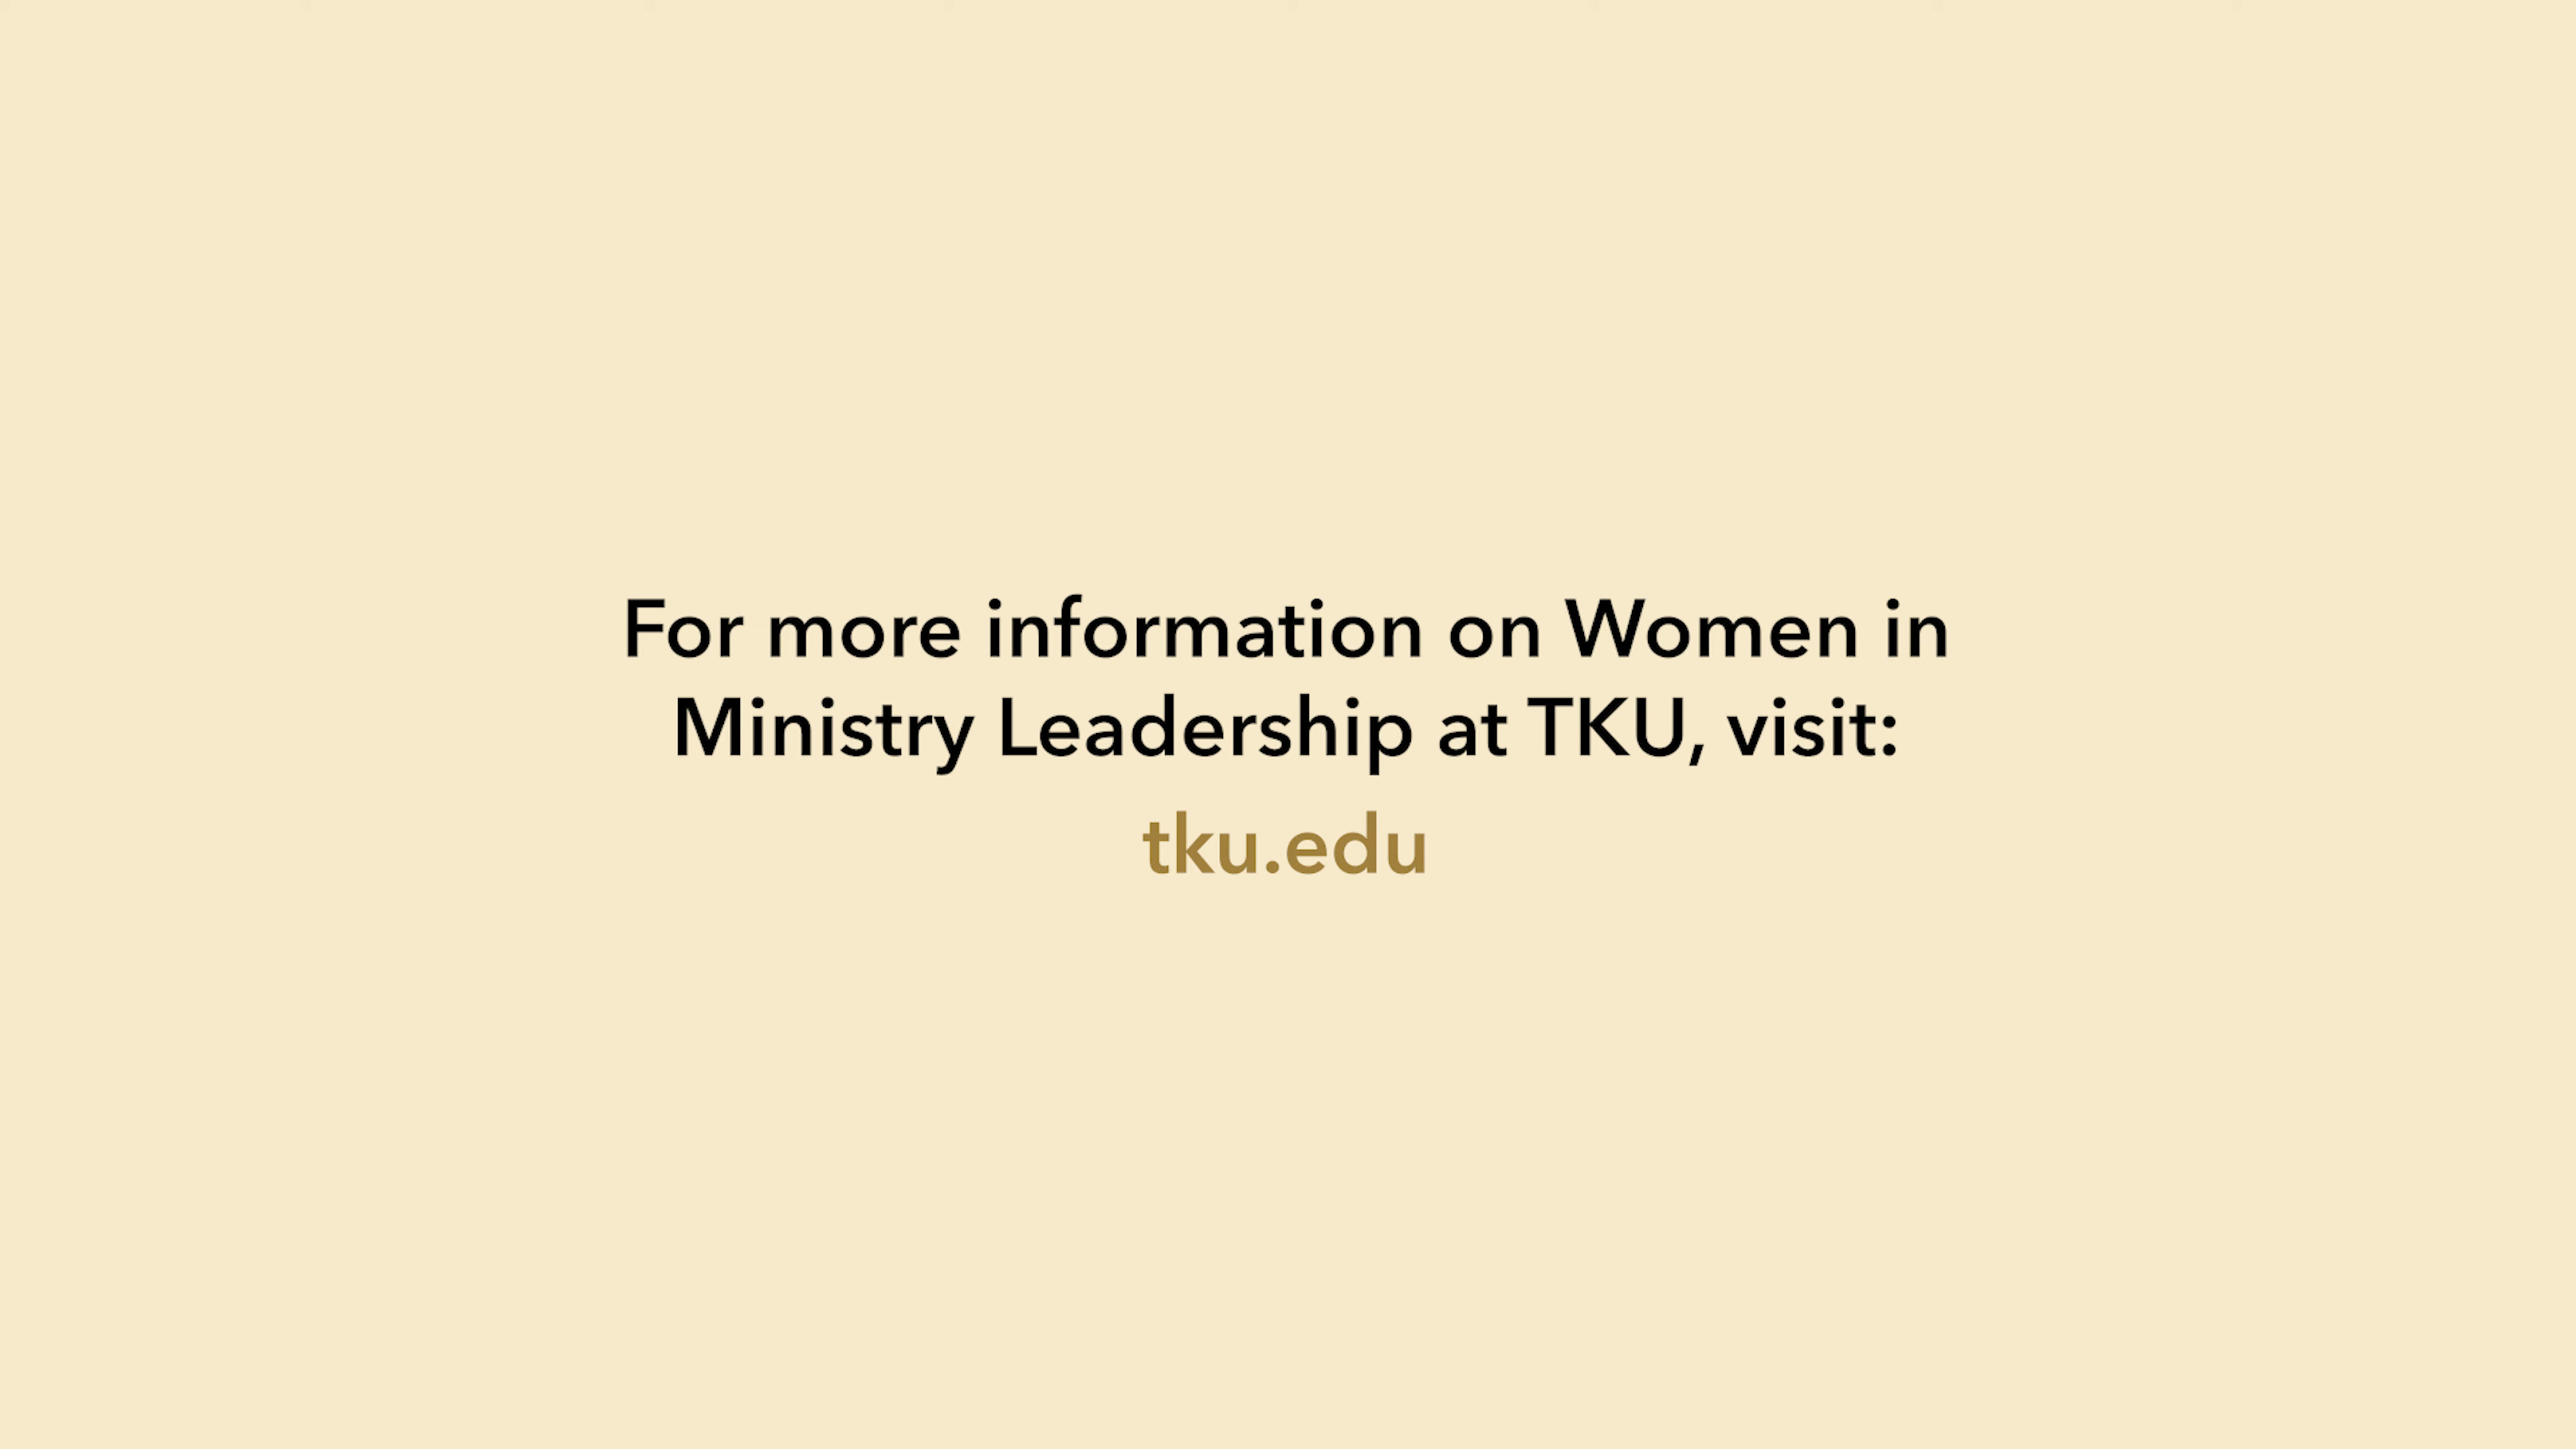 For more information on Women in
Ministry Leadership at TKU, visit:
tku.edu